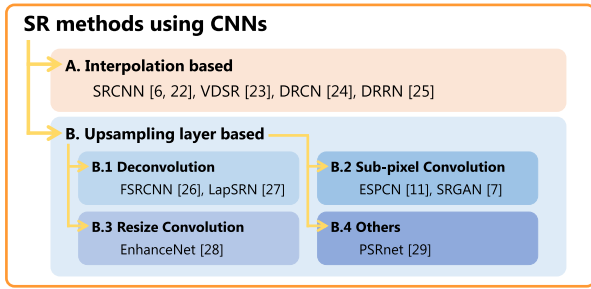 SR methods using CNNs
A. Interpolation based
SRCNN [6, 22], VDSR [23], DRCN [24], DRRN [25]
B. Upsampling layer based
B.1 Deconvolution
FSRCNN [26], LapSRN [27]
B.2 Sub-pixel Convolution
ESPCN [11], SRGAN [7]
B.3 Resize Convolution
EnhanceNet [28]
B.4 Others
PSRnet [29]